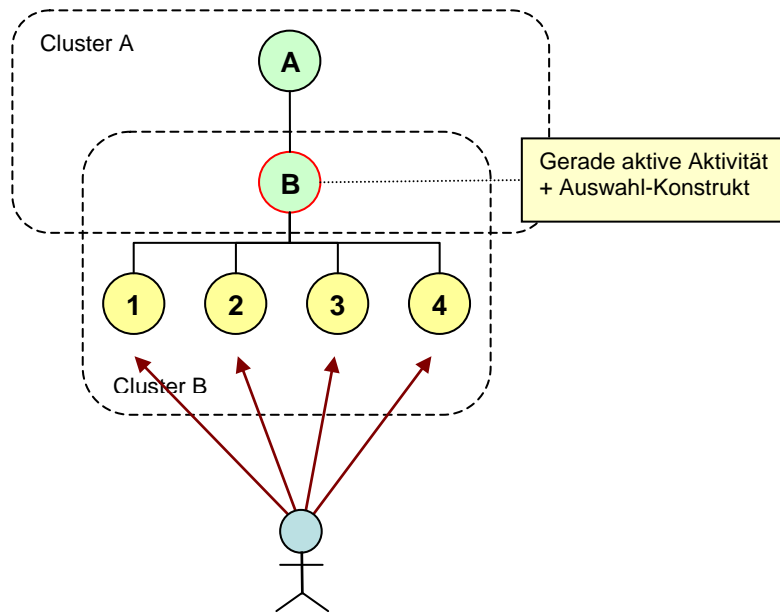 Cluster A
A
B
Gerade aktive Aktivität
+ Auswahl-Konstrukt
1
2
3
4
Cluster B